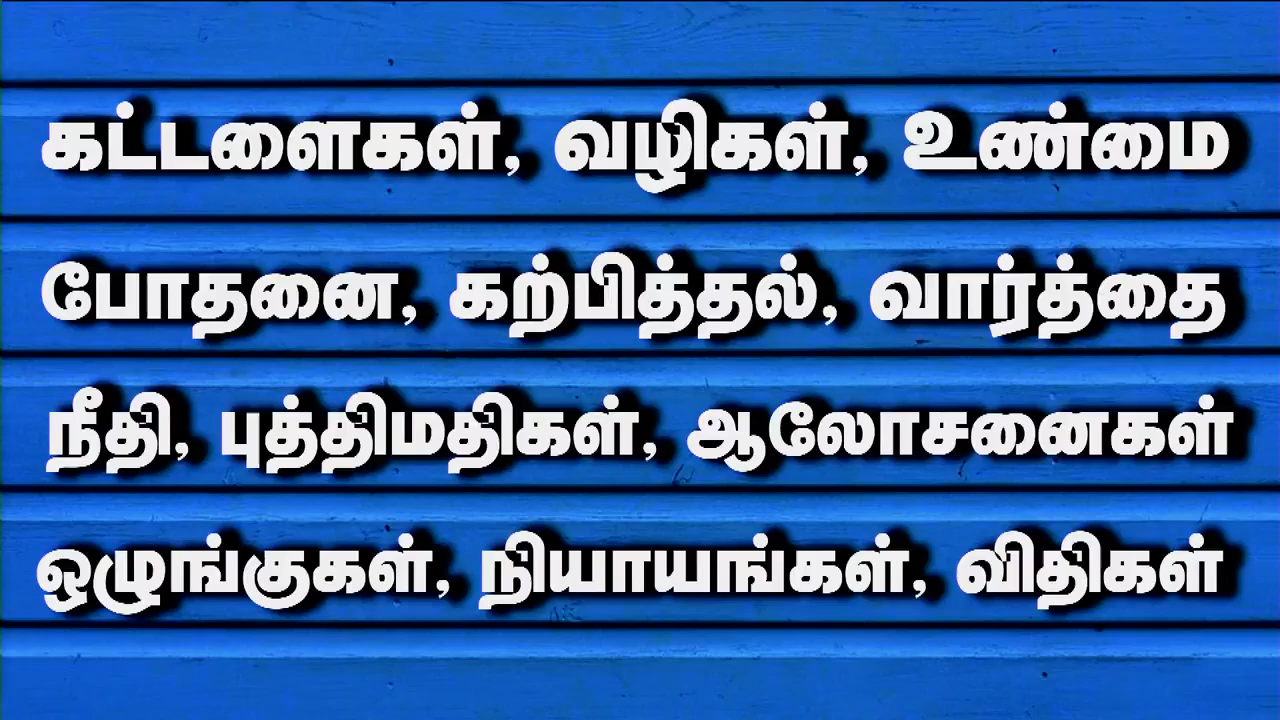 கட்டளைகள், வழிகள், உண்மை
போதனை, கற்பித்தல், வார்த்தை
நீதி, புத்திமதிகள், ஆலோசனைகள்
ஒழுங்குகள், நியாயங்கள், விதிகள்